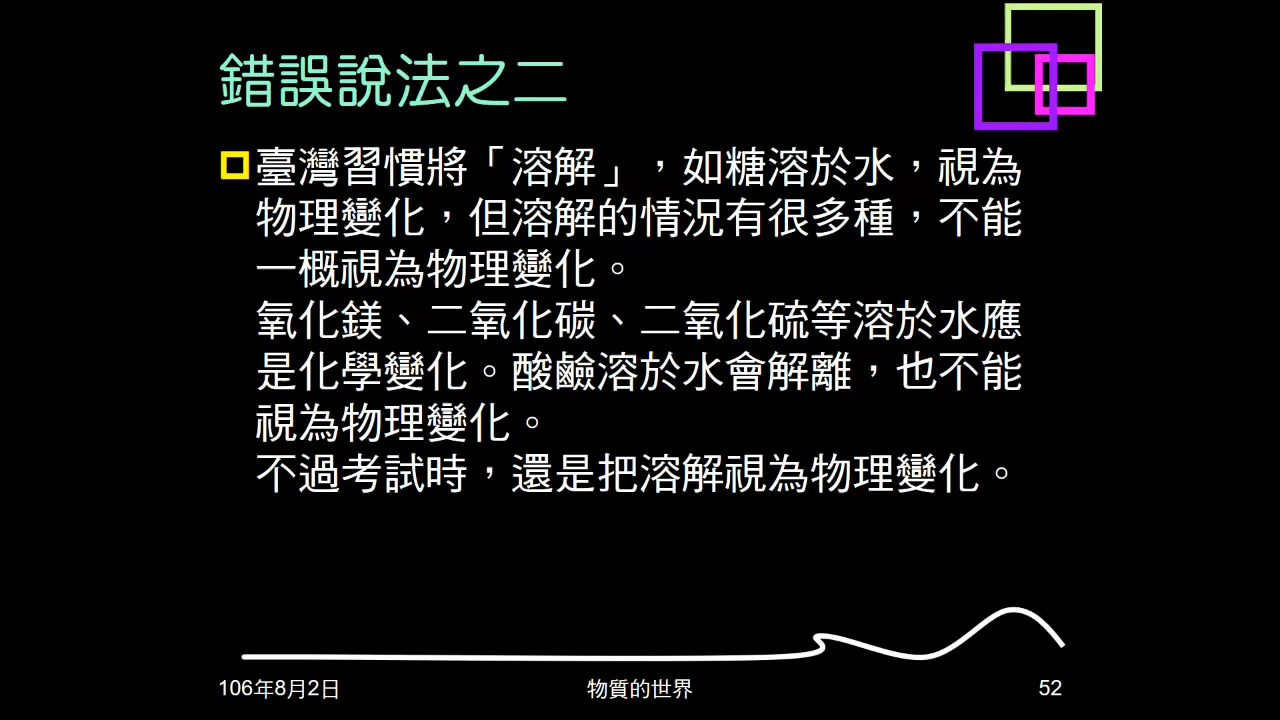 錯誤說法之二
臺灣習慣將「溶解」，如糖溶於水，視為
物理變化，但溶解的情況有很多種，不能
一概視為物理變化。
氧化鎂、二氧化碳、二氧化硫等溶於水應
是化學變化。酸鹼溶於水會解離，也不能
視為物理變化。
不過考試時，還是把溶解視為物理變化。
106年8月2日
物質的世界
52